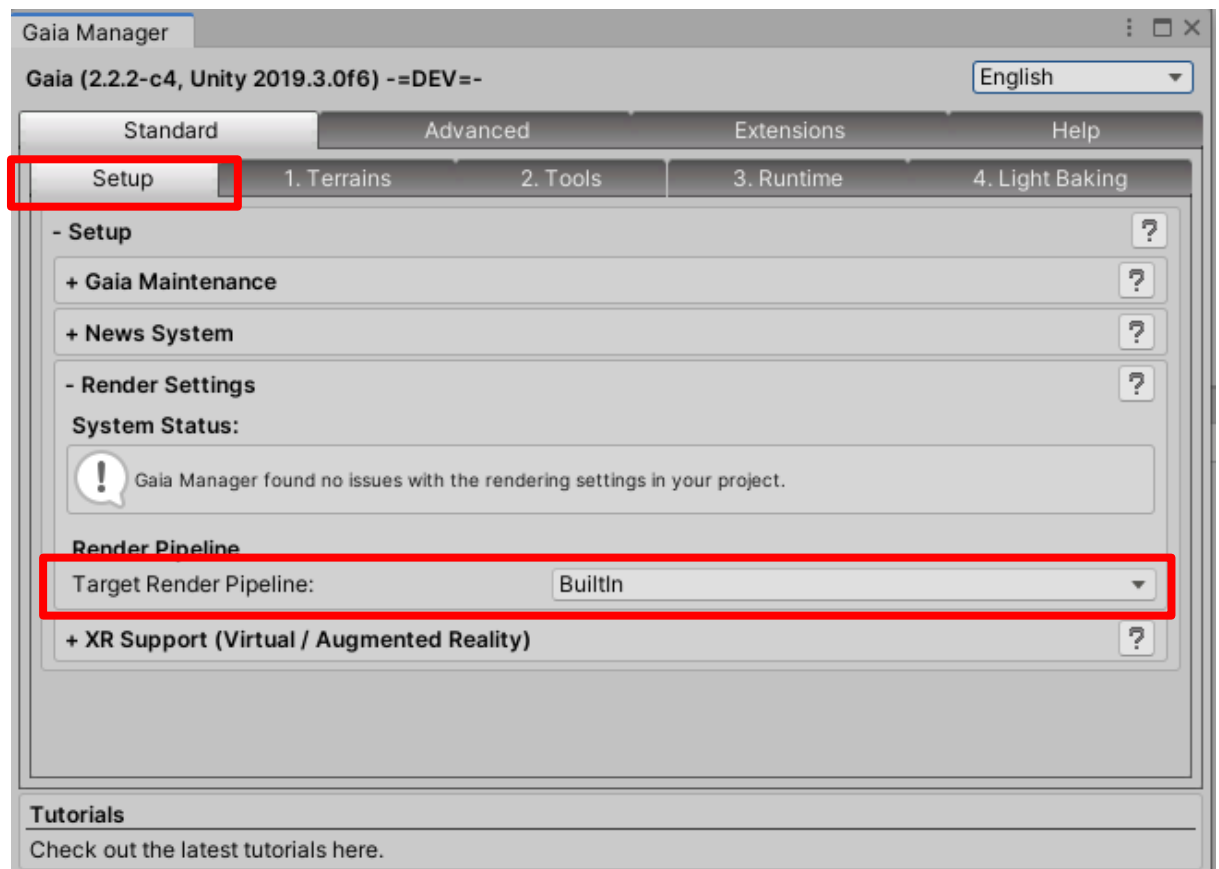 Gaia Manager
Gaia (2.2.2-c4, Unity 2019.3.0f6) -=DEV=- English
Standard Advanced Extensions Help
Setup 1. Terrains 2. Tools 3. Runtime 4. Light Baking
- Setup ?
+ Gaia Maintenance ?
+ News System ?
- Render Settings ?
System Status:
! Gaia Manager found no issues with the rendering settings in your project.
Render Pipeline
Target Render Pipeline: BuiltIn
+ XR Support (Virtual / Augmented Reality) ?
Tutorials
Check out the latest tutorials here.